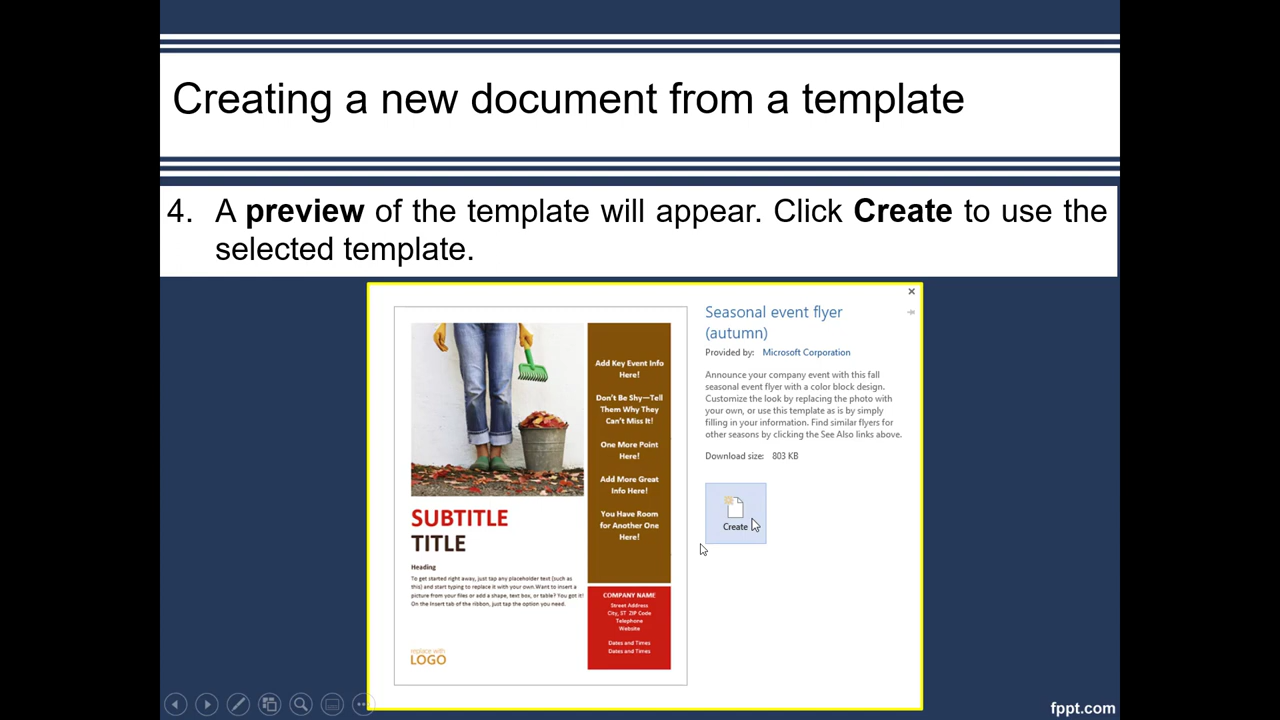 Creating a new document from a template
4. A preview of the template will appear. Click Create to use the
selected template.
Add Key Event Info
Here!
Don't Be Shy—Tell
Them Why They
Can't Miss It!
One More Point
Here!
Add More Great
Info Here!
You Have Room
for Another One
Here!
SUBTITLE
TITLE
Heading
To get started right away, just tap any placeholder text (such as
this) and start typing to replace it with your own.Want to insert a
picture from your files or add a shape, text box, or table? You got it!
On the Insert tab of the ribbon, just tap the option you need.
replace with
LOGO
COMPANY NAME
Street Address
City, ST ZIP Code
Telephone
Website
Dates and Times
Dates and Times
Seasonal event flyer
(autumn)
Provided by: Microsoft Corporation
Announce your company event with this fall
seasonal event flyer with a color block design.
Customize the look by replacing the photo with
your own, or use this template as is by simply
filling in your information. Find similar flyers for
other seasons by clicking the See Also links above.
Download size: 803 KB
Create
fppt.com